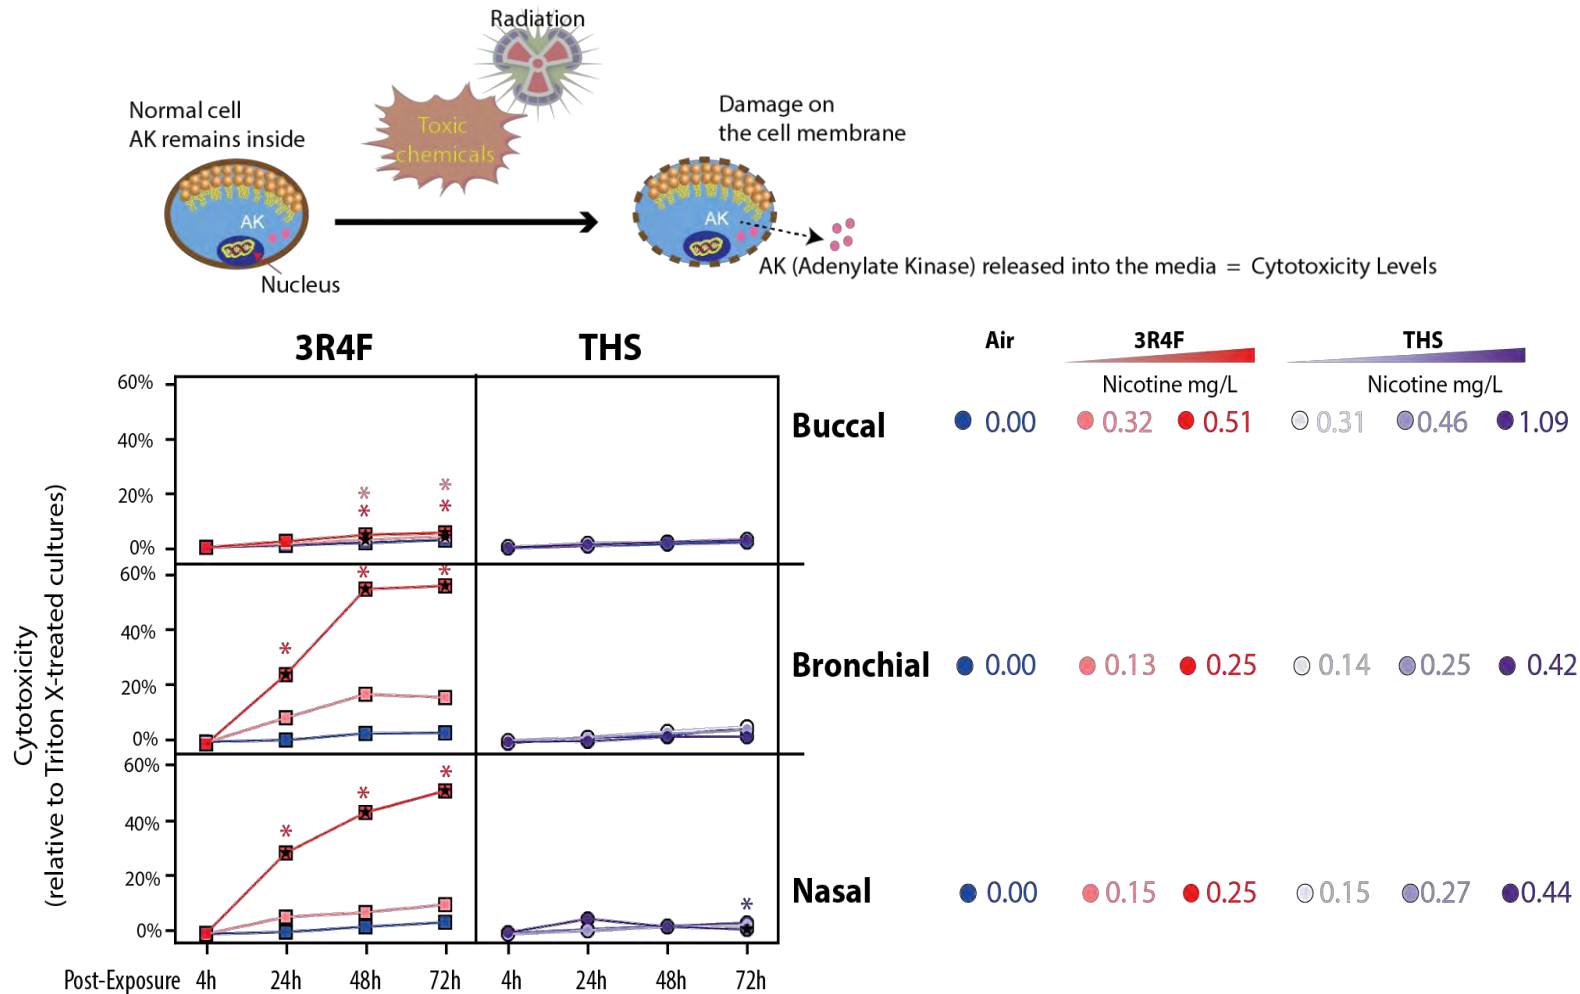 Radiation
Normal cell
AK remains inside
Toxic
chemicals
Damage on
the cell membrane
AK
AK
Nucleus
AK (Adenylate Kinase) released into the media = Cytotoxicity Levels
3R4F
THS
Air
3R4F
THS
Nicotine mg/L
Nicotine mg/L
Cytotoxicity
(relative to Triton X-treated cultures)
60%
40%
20%
0%
* *
* *
Buccal
0.00 0.32 0.51 0.31 0.46 1.09
60%
40%
20%
0%
* * *
Bronchial
0.00 0.13 0.25 0.14 0.25 0.42
60%
40%
20%
0%
* * * *
Nasal
0.00 0.15 0.25 0.15 0.27 0.44
Post-Exposure 4h 24h 48h 72h 4h 24h 48h 72h